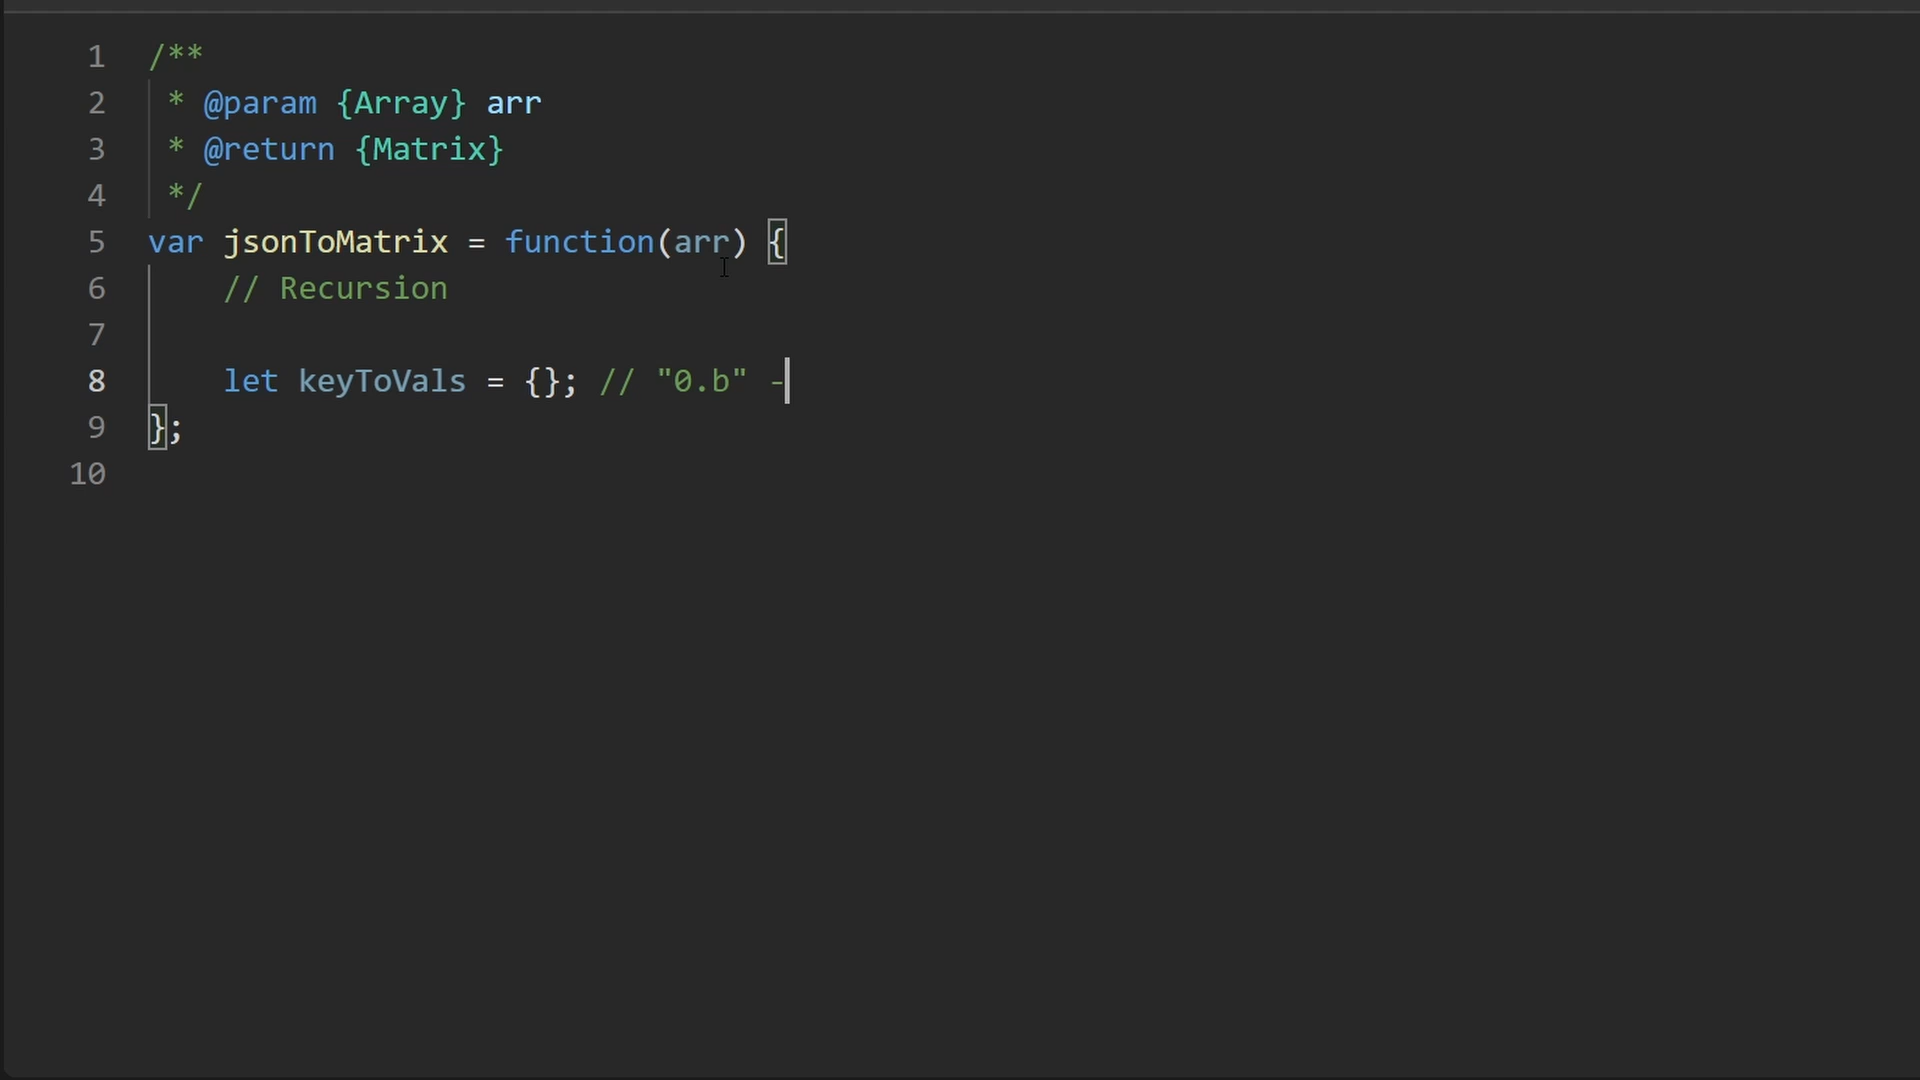 1 /**
2 * @param {Array} arr
3 * @return {Matrix}
4 */
5 var jsonToMatrix = function(arr) {
6 // Recursion
7
8 let keyToVals = {}; // "0.b" -
9 };
10